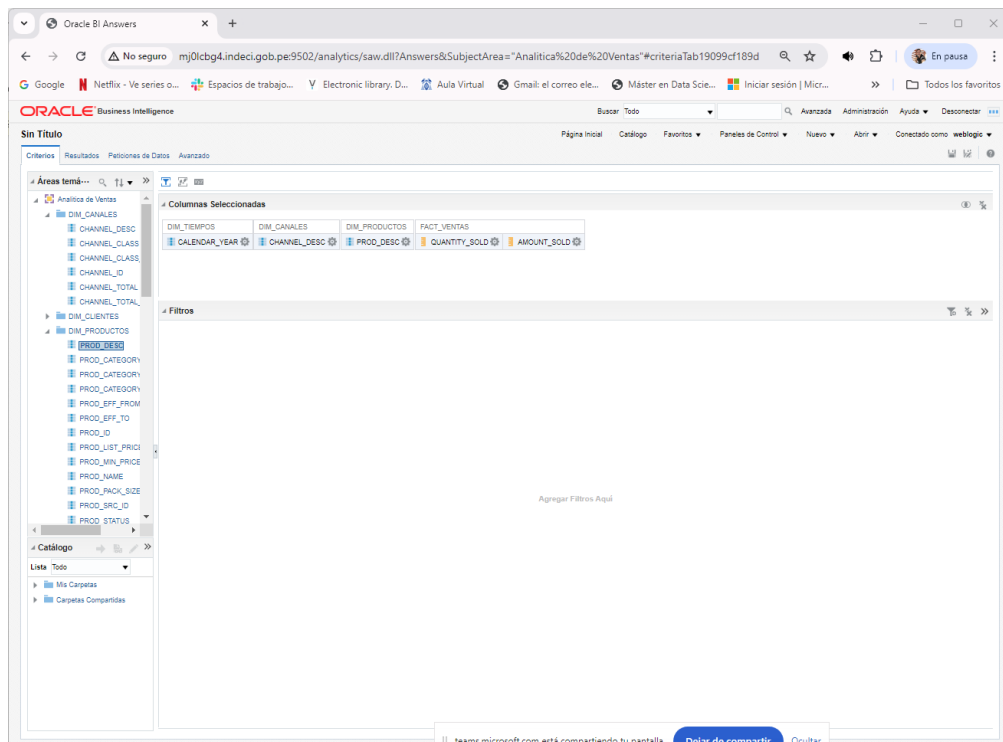 Oracle BI Answers
No seguro mj0lcbg4.indeci.gob.pe:9502/analytics/saw.dll?Answers&SubjectArea="Analitica%20de%20Ventas"#criteriaTab19099cf189d En pausa
Google Netflix - Ve series o... Espacios de trabajo... Electronic library. D... Aula Virtual Gmail: el correo ele... Máster en Data Scie... Iniciar sesión | Micr... Todos los favoritos
ORACLE Business Intelligence Buscar Todo Avanzada Administración Ayuda Desconectar
Sin Título Página Inicial Catálogo Favoritos Paneles de Control Nuevo Abrir Conectado como weblogic
Criterios Resultados Peticiones de Datos Avanzado
Áreas temá...
Analitica de Ventas
DIM_CANALES
CHANNEL_DESC
CHANNEL_CLASS
CHANNEL_CLASS_
CHANNEL_ID
CHANNEL_TOTAL
CHANNEL_TOTAL_
DIM_CLIENTES
DIM_PRODUCTOS
PROD_DESC
PROD_CATEGORY
PROD_CATEGORY
PROD_CATEGORY
PROD_EFF_FROM
PROD_EFF_TO
PROD_ID
PROD_LIST_PRICE
PROD_MIN_PRICE
PROD_NAME
PROD_PACK_SIZE
PROD_SRC_ID
PROD_STATUS
Catálogo
Lista Todo
Mis Carpetas
Carpetas Compartidas
Columnas Seleccionadas
DIM_TIEMPOS DIM_CANALES DIM_PRODUCTOS FACT_VENTAS
CALENDAR_YEAR CHANNEL_DESC PROD_DESC QUANTITY_SOLD AMOUNT_SOLD
Filtros
Agregar Filtros Aquí
teams.microsoft.com está compartiendo tu pantalla. Dejar de compartir Ocultar